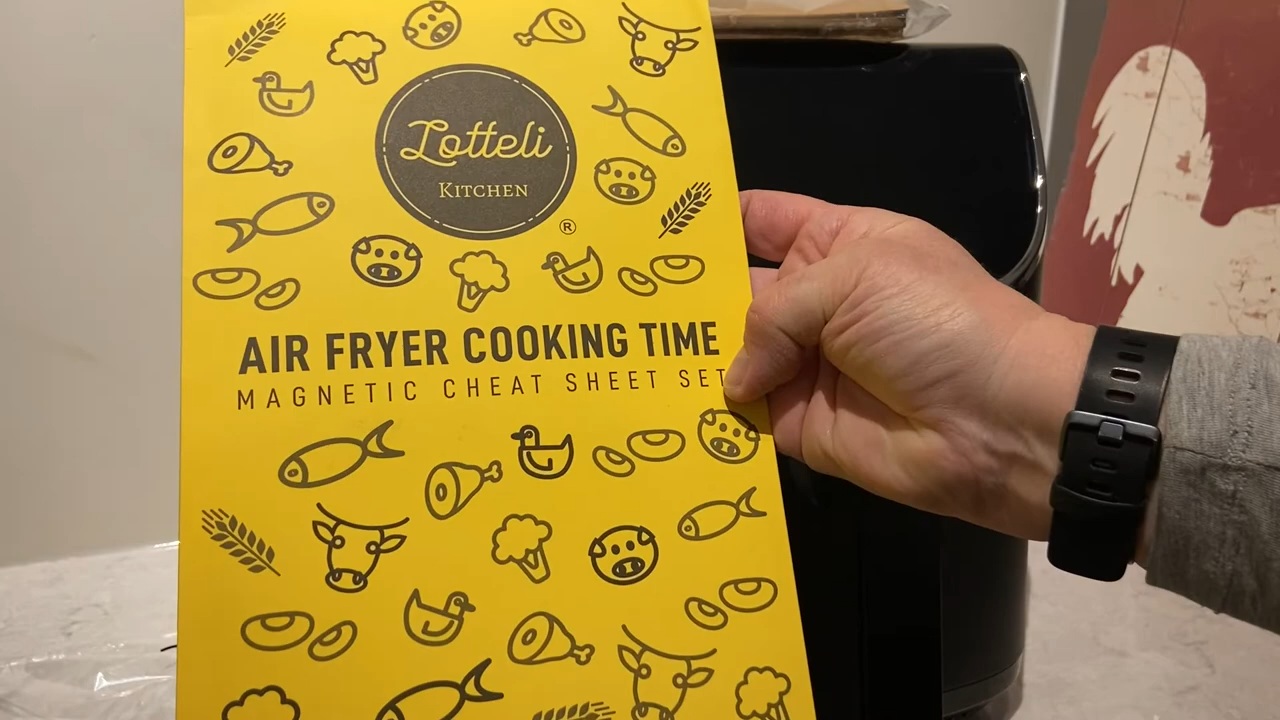 Lotteli
KITCHEN
®
AIR FRYER COOKING TIME
MAGNETIC CHEAT SHEET SET